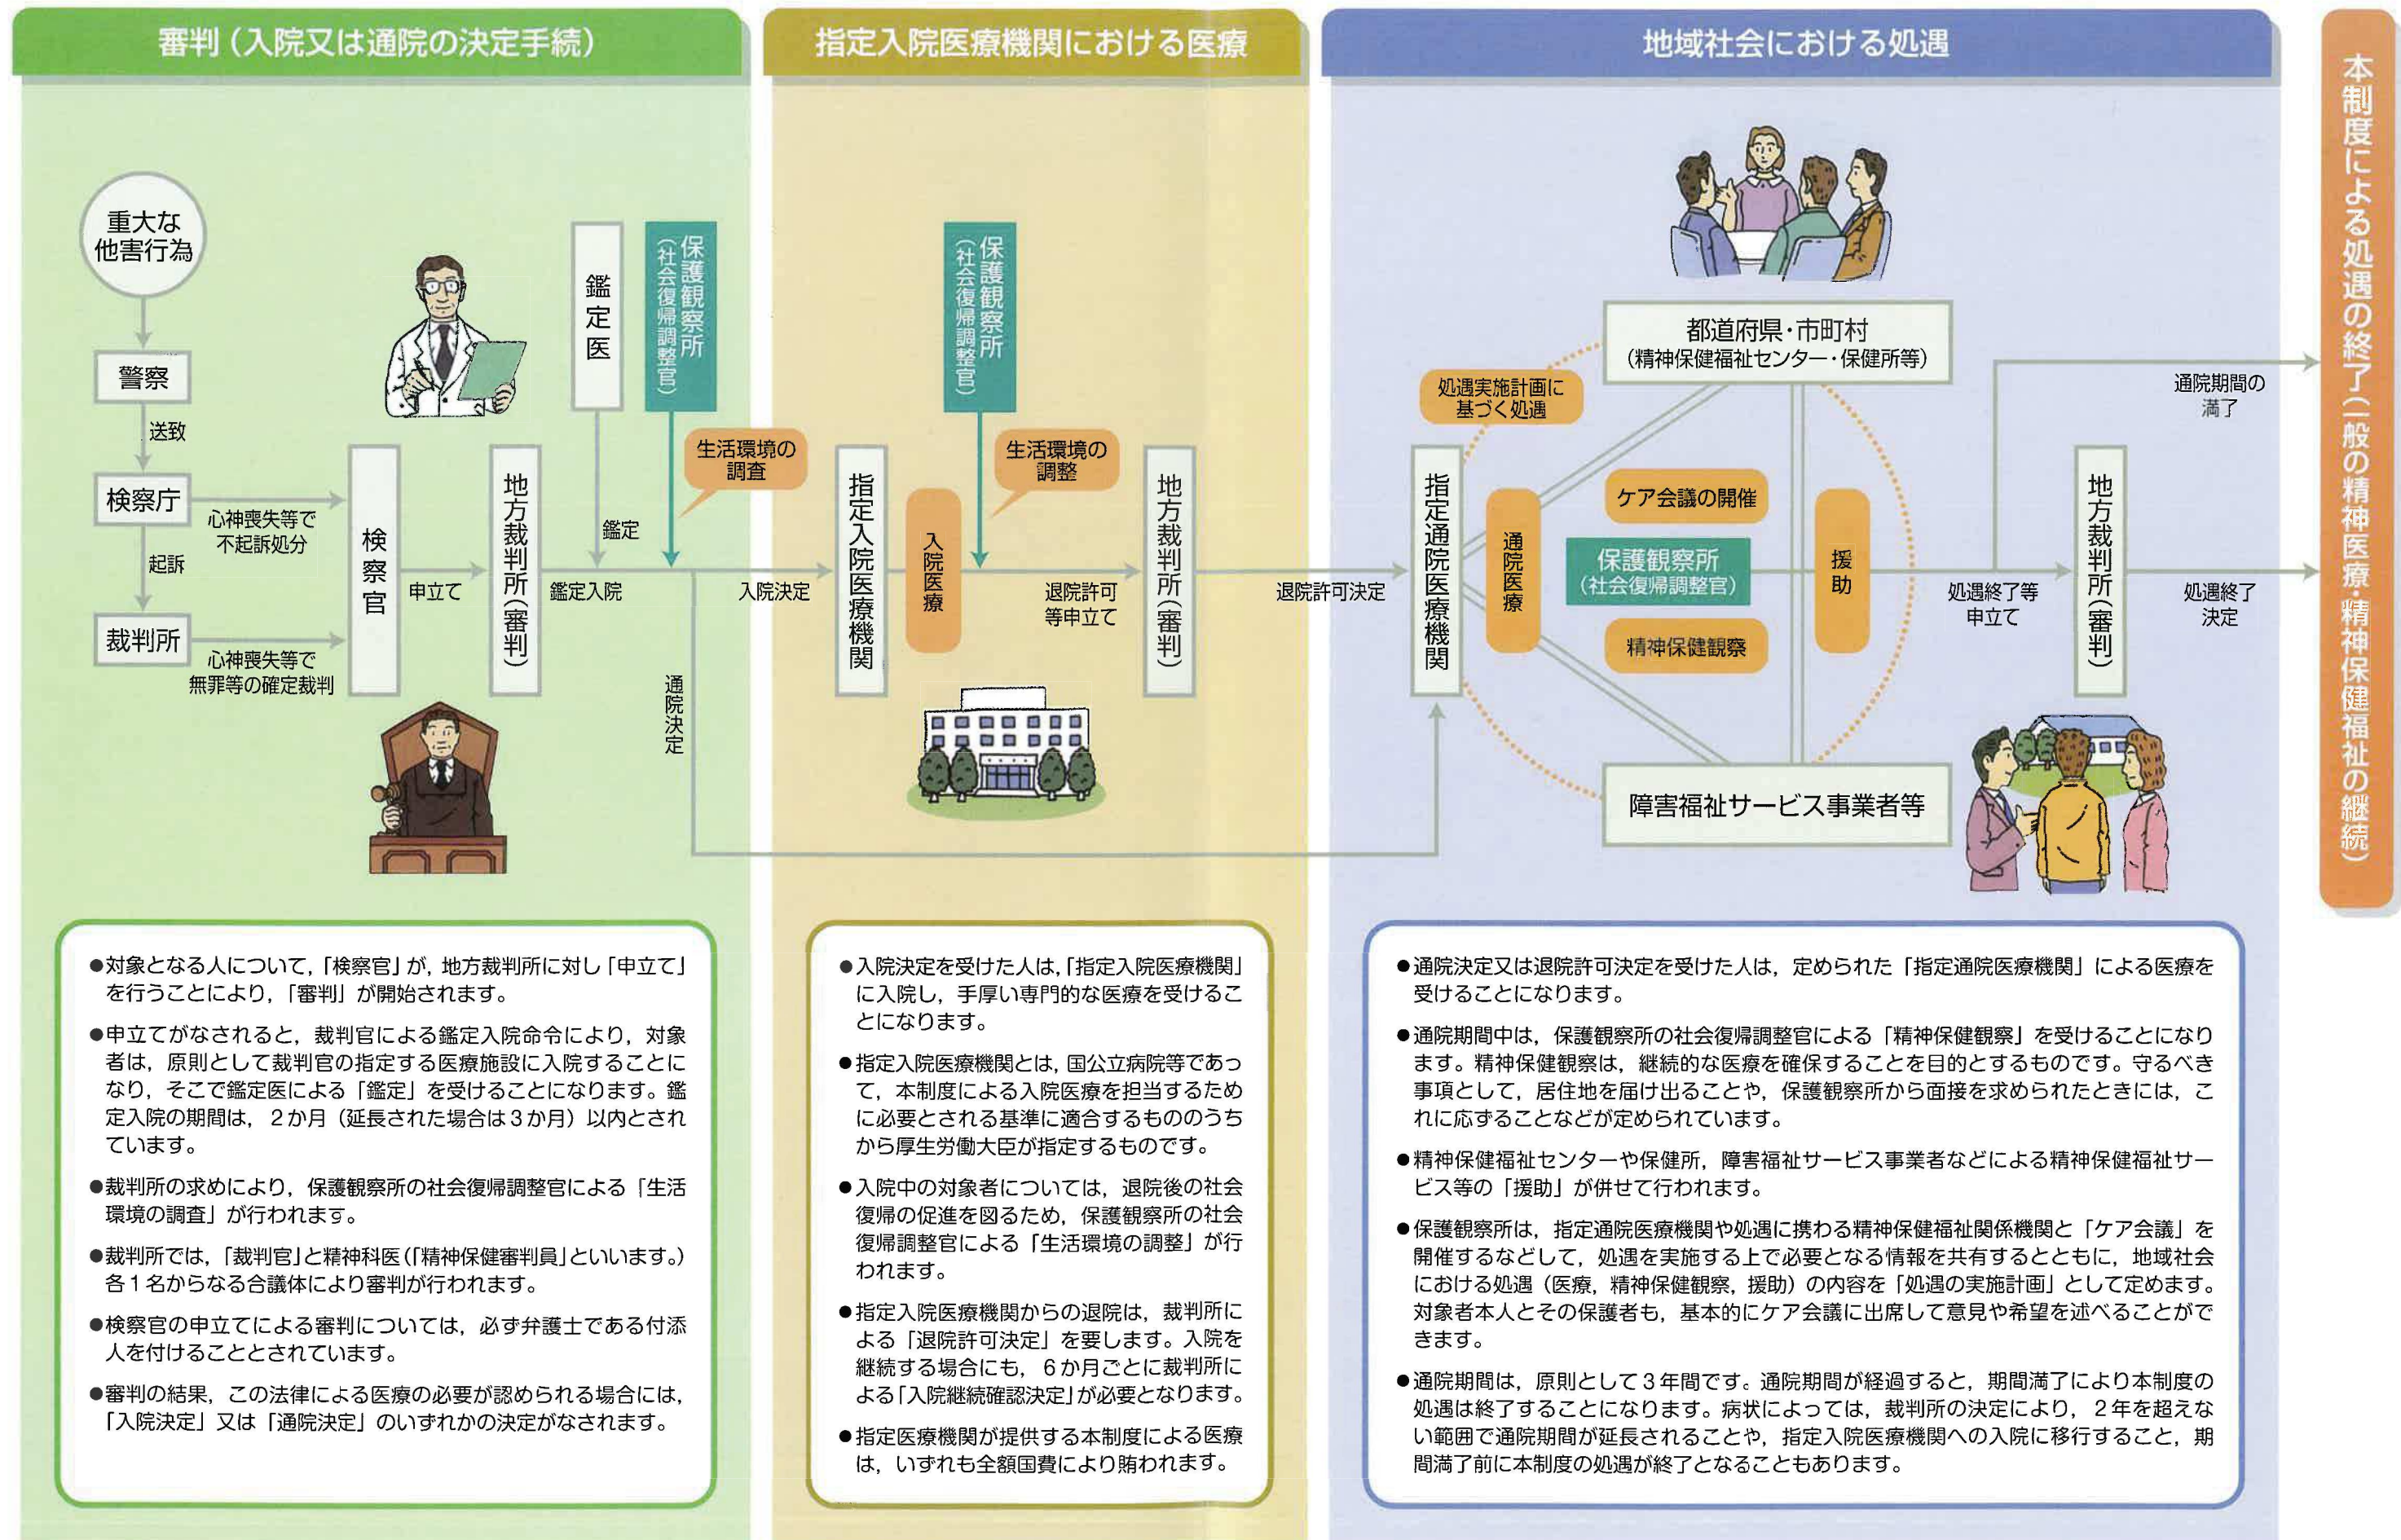 審判（入院又は通院の決定手続）
重大な
他害行為
警察
送致
検察庁
心神喪失等で
不起訴処分
起訴
裁判所
心神喪失等で
無罪等の確定裁判
検察官
申立て
地方裁判所（審判）
鑑定医
鑑定
鑑定入院
保護観察所
（社会復帰調整官）
生活環境の
調査
入院決定
通院決定
●対象となる人について，「検察官」が，地方裁判所に対し「申立て」
を行うことにより，「審判」が開始されます。
●申立てがなされると，裁判官による鑑定入院命令により，対象
者は，原則として裁判官の指定する医療施設に入院することに
なり，そこで鑑定医による「鑑定」を受けることになります。鑑
定入院の期間は，２か月（延長された場合は３か月）以内とされ
ています。
●裁判所の求めにより，保護観察所の社会復帰調整官による「生活
環境の調査」が行われます。
●裁判所では，「裁判官」と精神科医（「精神保健審判員」といいます。）
各１名からなる合議体により審判が行われます。
●検察官の申立てによる審判については，必ず弁護士である付添
人を付けることとされています。
●審判の結果，この法律による医療の必要が認められる場合には，
「入院決定」又は「通院決定」のいずれかの決定がなされます。
指定入院医療機関における医療
指定入院医療機関
入院医療
保護観察所
（社会復帰調整官）
生活環境の
調整
退院許可
等申立て
地方裁判所（審判）
退院許可決定
●入院決定を受けた人は，「指定入院医療機関」
に入院し，手厚い専門的な医療を受けるこ
とになります。
●指定入院医療機関とは，国公立病院等であっ
て，本制度による入院医療を担当するため
に必要とされる基準に適合するもののうち
から厚生労働大臣が指定するものです。
●入院中の対象者については，退院後の社会
復帰の促進を図るため，保護観察所の社会
復帰調整官による「生活環境の調整」が行
われます。
●指定入院医療機関からの退院は，裁判所に
よる「退院許可決定」を要します。入院を
継続する場合にも，６か月ごとに裁判所に
よる「入院継続確認決定」が必要となります。
●指定医療機関が提供する本制度による医療
は，いずれも全額国費により賄われます。
地域社会における処遇
都道府県・市町村
（精神保健福祉センター・保健所等）
処遇実施計画に
基づく処遇
指定通院医療機関
通院医療
ケア会議の開催
保護観察所
（社会復帰調整官）
精神保健観察
援助
障害福祉サービス事業者等
処遇終了等
申立て
地方裁判所（審判）
通院期間の
満了
処遇終了
決定
●通院決定又は退院許可決定を受けた人は，定められた「指定通院医療機関」による医療を
受けることになります。
●通院期間中は，保護観察所の社会復帰調整官による「精神保健観察」を受けることになり
ます。精神保健観察は，継続的な医療を確保することを目的とするものです。守るべき
事項として，居住地を届け出ることや，保護観察所から面接を求められたときには，こ
れに応ずることなどが定められています。
●精神保健福祉センターや保健所，障害福祉サービス事業者などによる精神保健福祉サー
ビス等の「援助」が併せて行われます。
●保護観察所は，指定通院医療機関や処遇に携わる精神保健福祉関係機関と「ケア会議」を
開催するなどして，処遇を実施する上で必要となる情報を共有するとともに，地域社会
における処遇（医療，精神保健観察，援助）の内容を「処遇の実施計画」として定めます。
対象者本人とその保護者も，基本的にケア会議に出席して意見や希望を述べることがで
きます。
●通院期間は，原則として３年間です。通院期間が経過すると，期間満了により本制度の
処遇は終了することになります。病状によっては，裁判所の決定により，２年を超えな
い範囲で通院期間が延長されることや，指定入院医療機関への入院に移行すること，期
間満了前に本制度の処遇が終了となることもあります。
本制度による処遇の終了（一般の精神医療・精神保健福祉の継続）